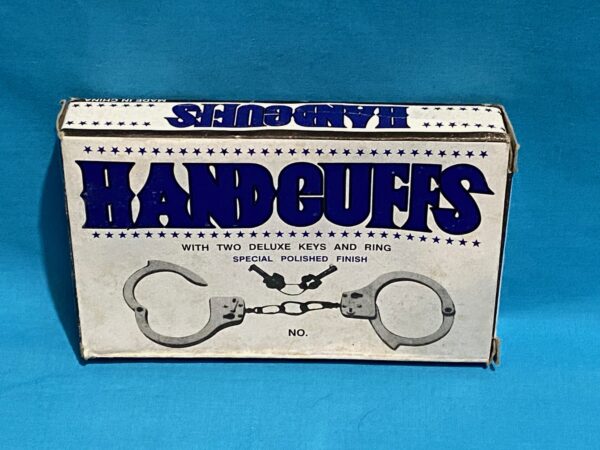 MADE IN CHINA
HANDCUFFS
HANDCUFFS
WITH TWO DELUXE KEYS AND RING
SPECIAL POLISHED FINISH
NO.